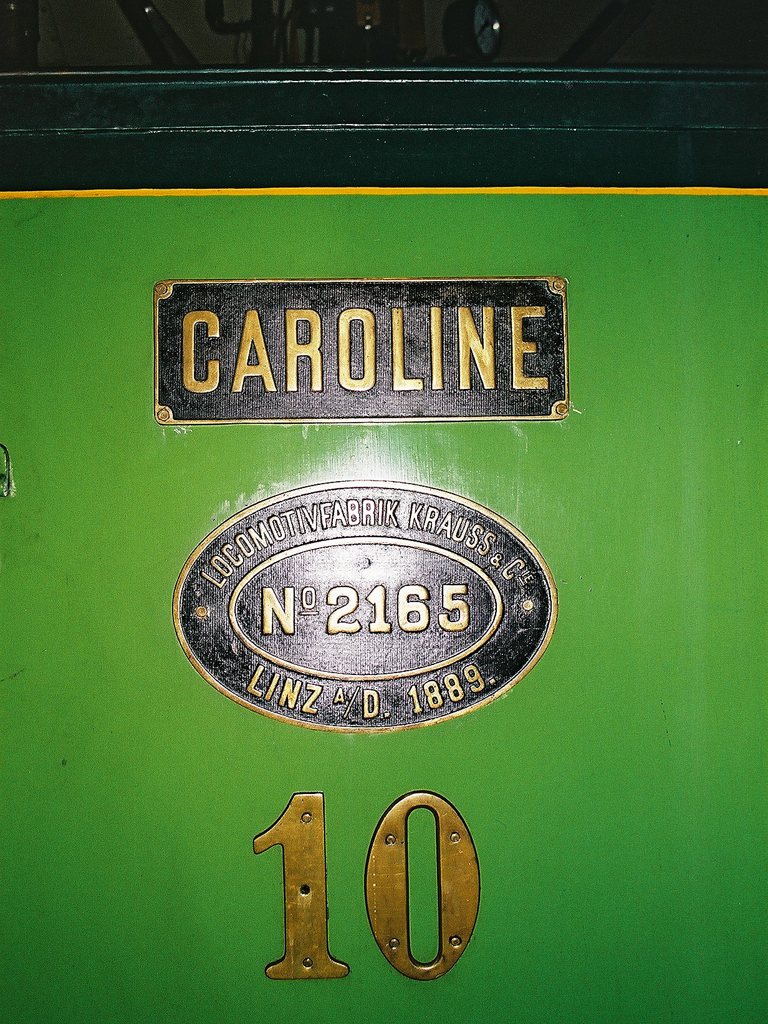 CAROLINE
LOCOMOTIVFABRIK KRAUSS & CIE
No 2165
LINZ A/D. 1889.
10